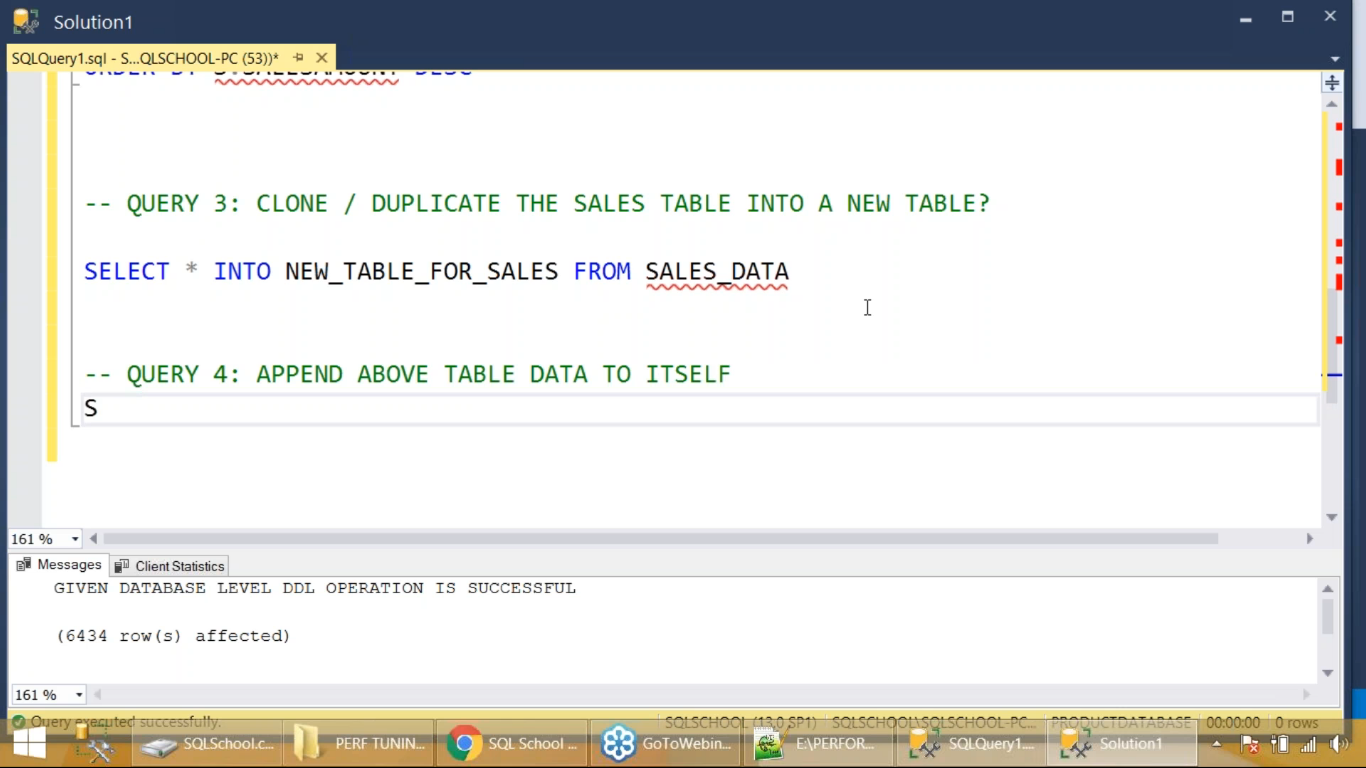 Solution1
SQLQuery1.sql - S...QLSCHOOL-PC (53))*
ORDER BY S.SALESAMOUNT DESC
-- QUERY 3: CLONE / DUPLICATE THE SALES TABLE INTO A NEW TABLE?
SELECT * INTO NEW_TABLE_FOR_SALES FROM SALES_DATA
-- QUERY 4: APPEND ABOVE TABLE DATA TO ITSELF
S
161 %
Messages Client Statistics
GIVEN DATABASE LEVEL DDL OPERATION IS SUCCESSFUL
(6434 row(s) affected)
161 %
Query executed successfully. SQLSCHOOL (13.0 SP1) SQLSCHOOL\SQLSCHOOL-PC... PRODUCTDATABASE 00:00:00 0 rows
SQLSchool.c... PERF TUNIN... SQL School ... GoToWebin... E:\PERFOR... SQLQuery1.... Solution1